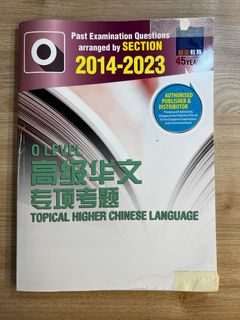 Past Examination Questions
arranged by SECTION
2014-2023
45 YEARS
AUTHORISED
PUBLISHER &
DISTRIBUTOR
O LEVEL
高级华文
专项考题
TOPICAL HIGHER CHINESE LANGUAGE